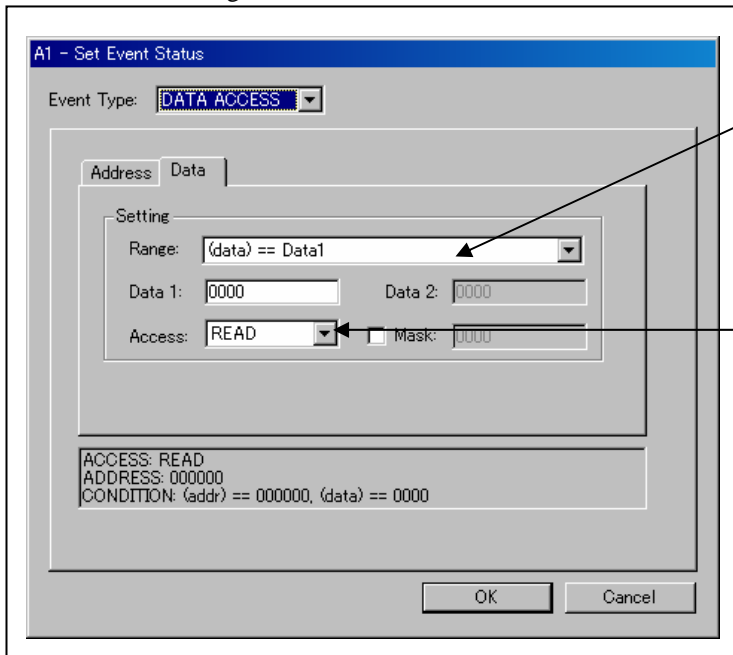 A1 - Set Event Status
Event Type: DATA ACCESS
Address Data
Setting
Range: (data) == Data1
Data 1: 0000 Data 2: 0000
Access: READ Mask: 0000
ACCESS: READ
ADDRESS: 000000
CONDITION: (addr) == 000000, (data) == 0000
OK Cancel